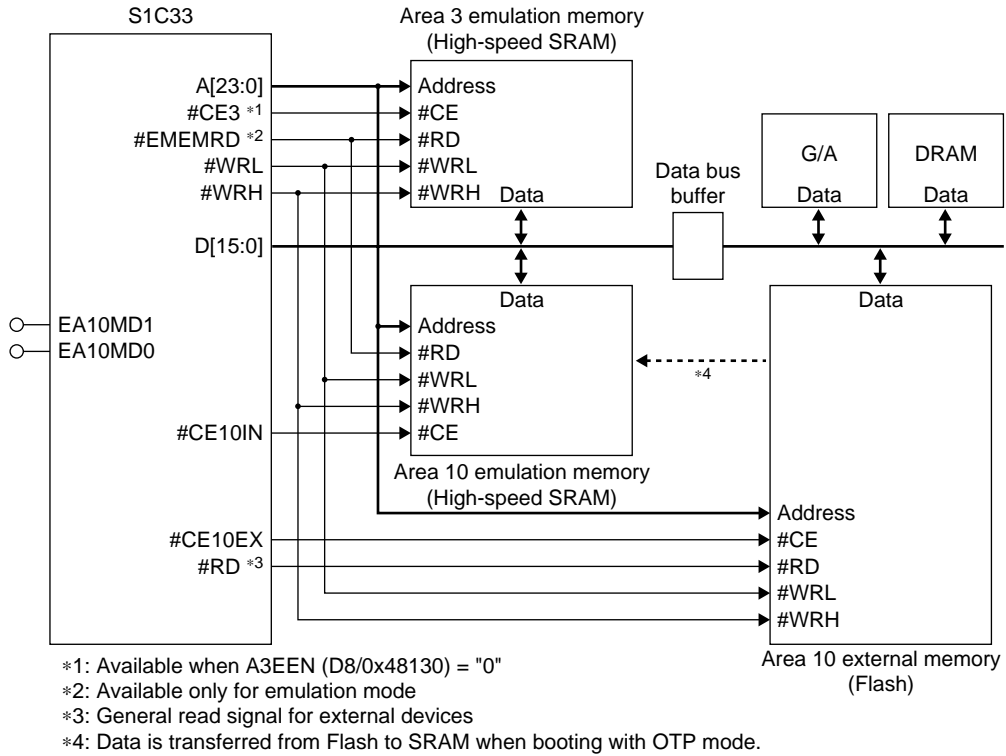 S1C33
Area 3 emulation memory
(High-speed SRAM)
A[23:0]
#CE3 *1
#EMEMRD *2
#WRL
#WRH
D[15:0]
EA10MD1
EA10MD0
#CE10IN
#CE10EX
#RD *3
Address
#CE
#RD
#WRL
#WRH
Data
Data bus
buffer
G/A
Data
DRAM
Data
Data
Address
#RD
#WRL
#WRH
#CE
Area 10 emulation memory
(High-speed SRAM)
*4
Data
Address
#CE
#RD
#WRL
#WRH
Area 10 external memory
(Flash)
*1: Available when A3EEN (D8/0x48130) = "0"
*2: Available only for emulation mode
*3: General read signal for external devices
*4: Data is transferred from Flash to SRAM when booting with OTP mode.